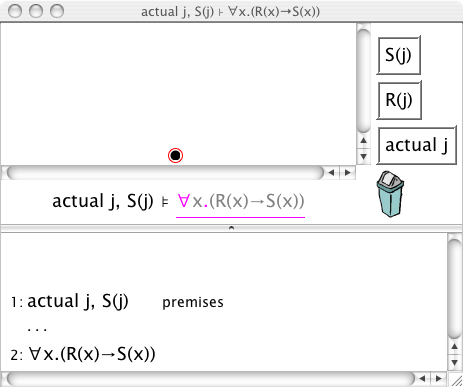 actual j, S(j) ⊦ ∀x.(R(x)→S(x))
S(j)
R(j)
actual j
actual j, S(j) ⊧ ∀x.(R(x)→S(x))
1: actual j, S(j) premises
...
2: ∀x.(R(x)→S(x))